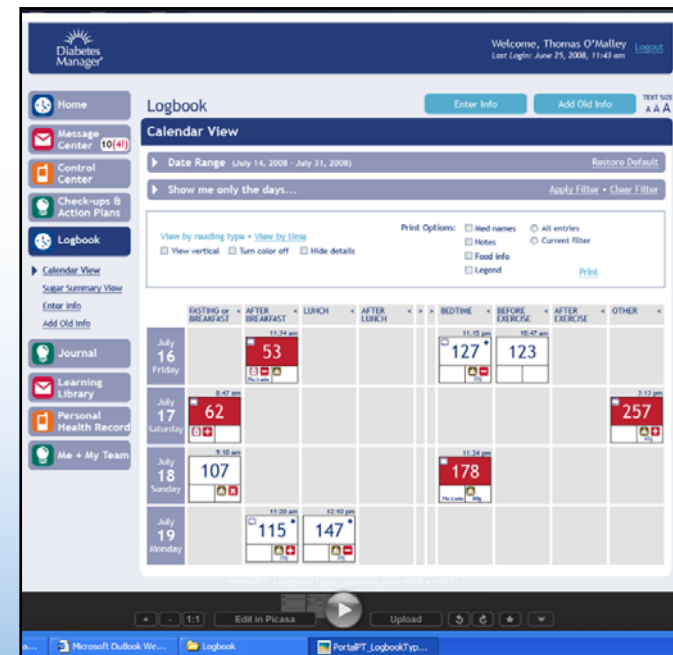 Diabetes
Manager®
Welcome, Thomas O'Malley Logout
Last Login: June 25, 2008, 11:43 am
Home
Message
Center 10(4!)
Control
Center
Check-ups &
Action Plans
Logbook
Calendar View
Sugar Summary View
Enter Info
Add Old Info
Journal
Learning
Library
Personal
Health Record
Me + My Team
Logbook
Enter Info
Add Old Info
TEXT SIZE
A A A
Calendar View
Date Range (July 14, 2008 - July 31, 2008) Restore Default
Show me only the days... Apply Filter • Clear Filter
View by reading type • View by time
View vertical Turn color off Hide details
Print Options:
Med names
Notes
Food info
Legend
All entries
Current filter
Print
FASTING or BREAKFAST
AFTER BREAKFAST
LUNCH
AFTER LUNCH
BEDTIME
BEFORE EXERCISE
AFTER EXERCISE
OTHER
July
16
Friday
11:34 am
53
11:15 pm
127
10:47 am
123
July
17
Saturday
8:47 am
62
3:13 pm
257
July
18
Sunday
9:10 am
107
11:24 pm
178
July
19
Monday
11:20 am
115
12:10 pm
147
+ - 1:1 Edit in Picasa Upload
Microsoft Outlook We...
Logbook
PortalPT_LogbookTyp...